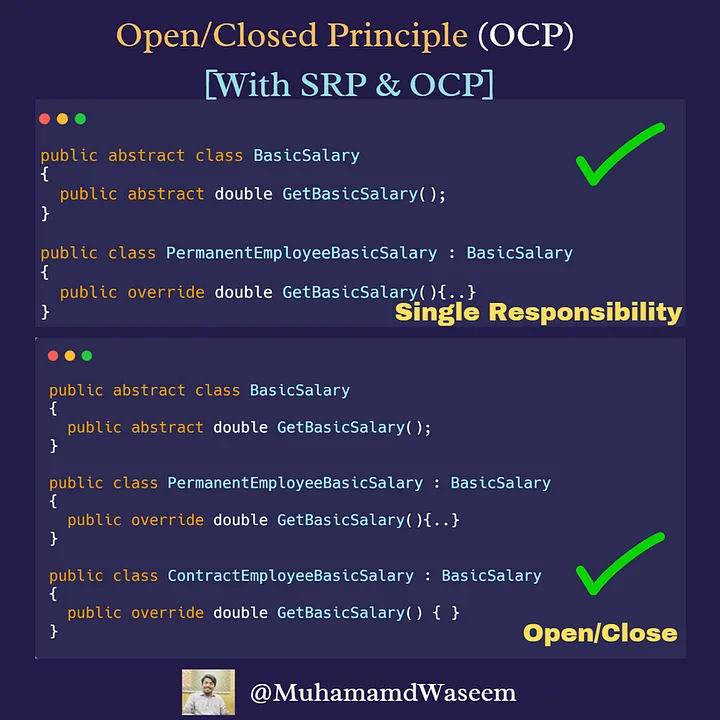 Open/Closed Principle (OCP)
[With SRP & OCP]
public abstract class BasicSalary
{
public abstract double GetBasicSalary();
}
public class PermanentEmployeeBasicSalary : BasicSalary
{
public override double GetBasicSalary(){..}
}
Single Responsibility
public abstract class BasicSalary
{
public abstract double GetBasicSalary();
}
public class PermanentEmployeeBasicSalary : BasicSalary
{
public override double GetBasicSalary(){..}
}
public class ContractEmployeeBasicSalary : BasicSalary
{
public override double GetBasicSalary() { }
}
Open/Close
@MuhamamdWaseem